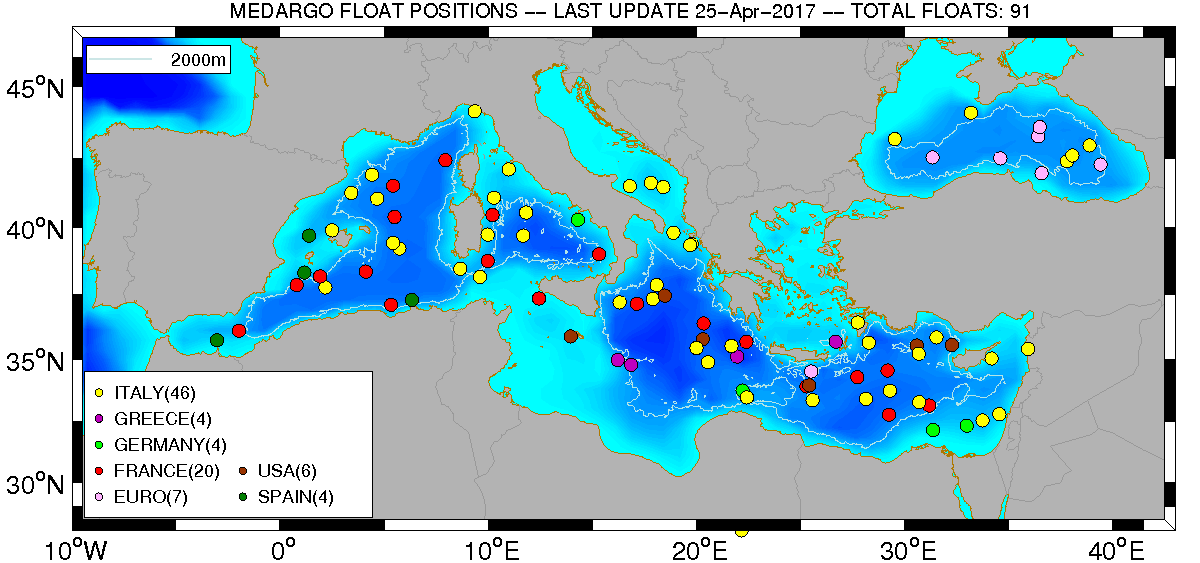 MEDARGO FLOAT POSITIONS -- LAST UPDATE 25-Apr-2017 -- TOTAL FLOATS: 91
2000m
45°N
40°N
35°N
30°N
ITALY(46)
GREECE(4)
GERMANY(4)
FRANCE(20) USA(6)
EURO(7) SPAIN(4)
10°W 0° 10°E 20°E 30°E 40°E